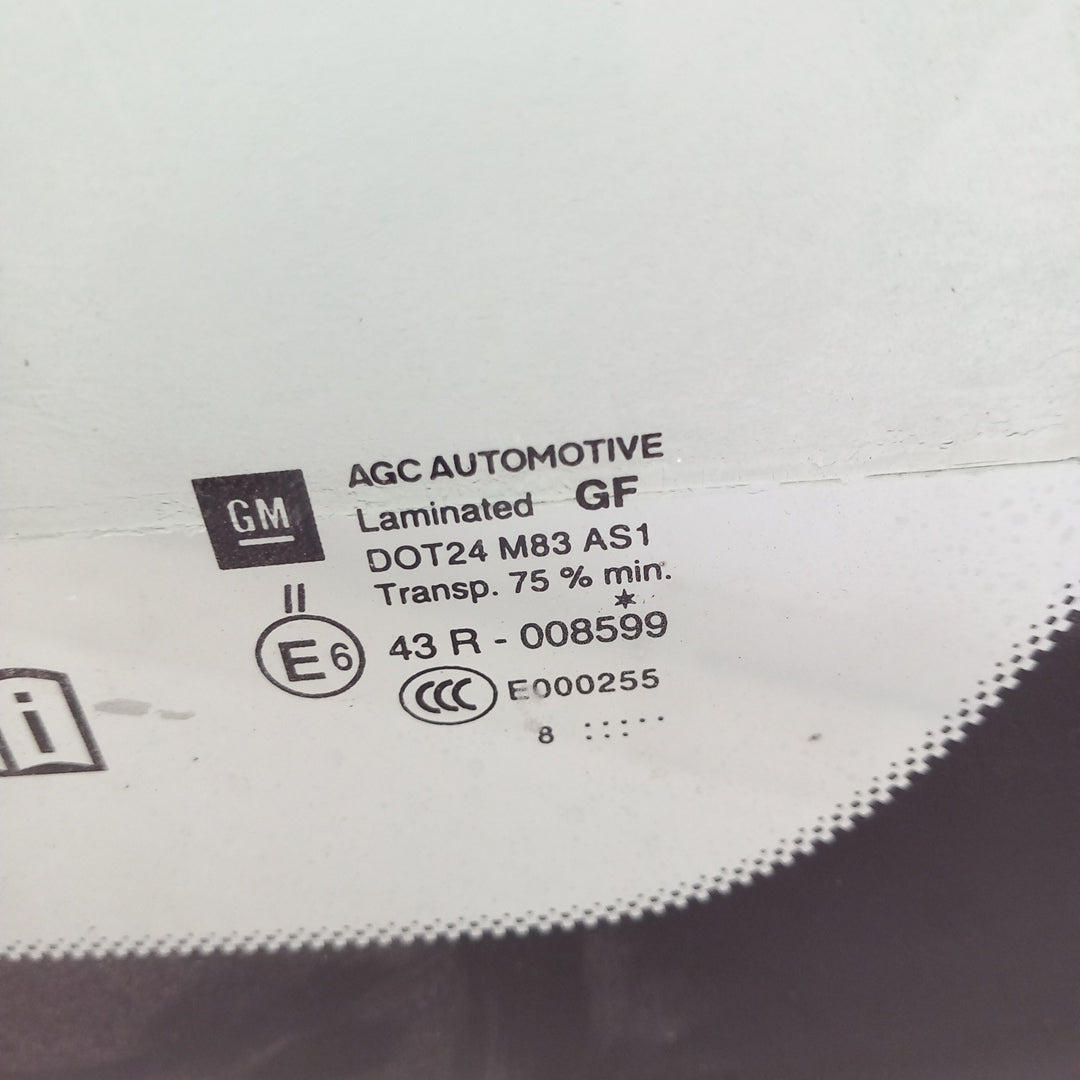 GM
AGC AUTOMOTIVE
Laminated GF
DOT24 M83 AS1
Transp. 75 % min.
II
E6 43 R - 008599
CCC E000255
8 ::::··
i